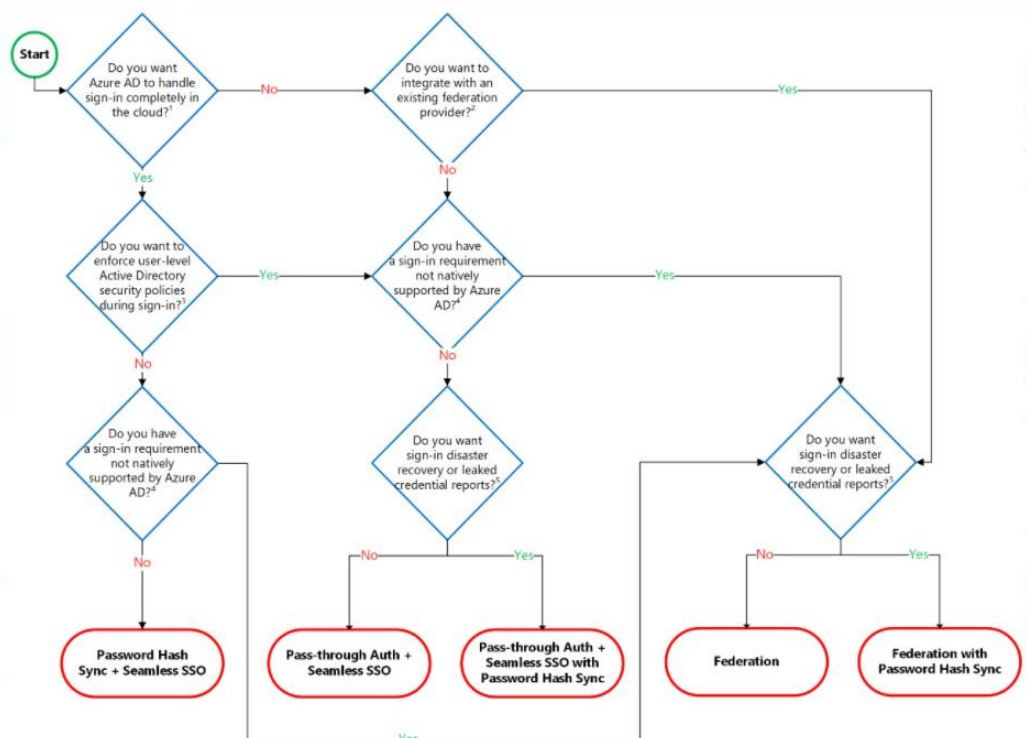 Start
Do you want
Azure AD to handle
sign-in completely in
the cloud?¹
No
Do you want to
integrate with an
existing federation
provider?²
Yes
Yes
No
Do you want to
enforce user-level
Active Directory
security policies
during sign-in?³
Yes
Do you have
a sign-in requirement
not natively
supported by Azure
AD?⁴
Yes
No
No
Do you have
a sign-in requirement
not natively
supported by Azure
AD?⁴
Do you want
sign-in disaster
recovery or leaked
credential reports?⁵
Do you want
sign-in disaster
recovery or leaked
credential reports?⁵
No
No
Yes
No
Yes
Password Hash
Sync + Seamless SSO
Pass-through Auth +
Seamless SSO
Pass-through Auth +
Seamless SSO with
Password Hash Sync
Federation
Federation with
Password Hash Sync
Yes